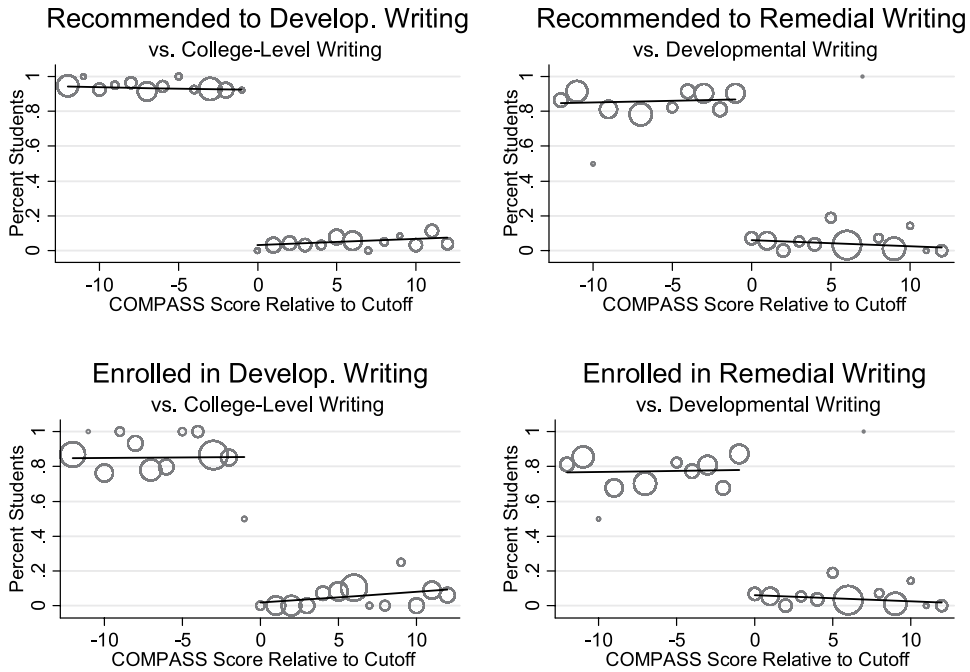 Recommended to Develop. Writing
vs. College-Level Writing
Percent Students
1
.8
.6
.4
.2
0
-10 -5 0 5 10
COMPASS Score Relative to Cutoff
Recommended to Remedial Writing
vs. Developmental Writing
Percent Students
1
.8
.6
.4
.2
0
-10 -5 0 5 10
COMPASS Score Relative to Cutoff
Enrolled in Develop. Writing
vs. College-Level Writing
Percent Students
1
.8
.6
.4
.2
0
-10 -5 0 5 10
COMPASS Score Relative to Cutoff
Enrolled in Remedial Writing
vs. Developmental Writing
Percent Students
1
.8
.6
.4
.2
0
-10 -5 0 5 10
COMPASS Score Relative to Cutoff